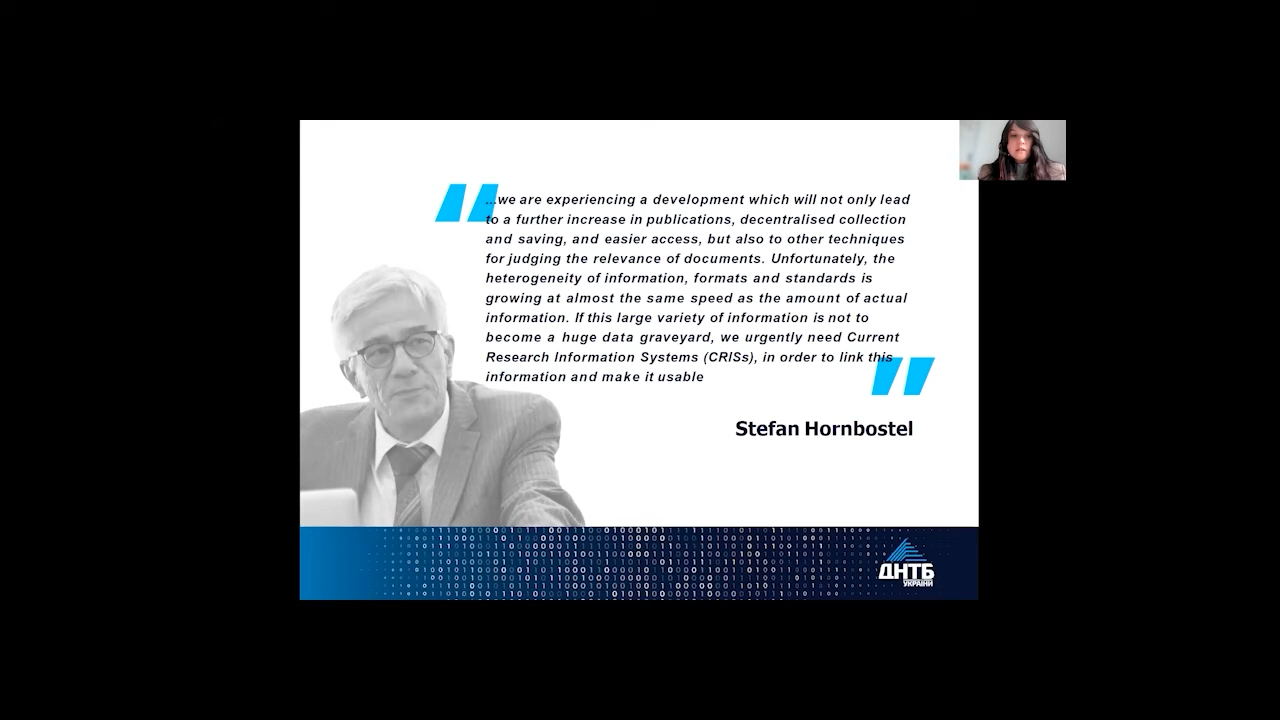 ...we are experiencing a development which will not only lead
to a further increase in publications, decentralised collection
and saving, and easier access, but also to other techniques
for judging the relevance of documents. Unfortunately, the
heterogeneity of information, formats and standards is
growing at almost the same speed as the amount of actual
information. If this large variety of information is not to
become a huge data graveyard, we urgently need Current
Research Information Systems (CRISs), in order to link this
information and make it usable
Stefan Hornbostel
ДНТБ
УКРАЇНИ